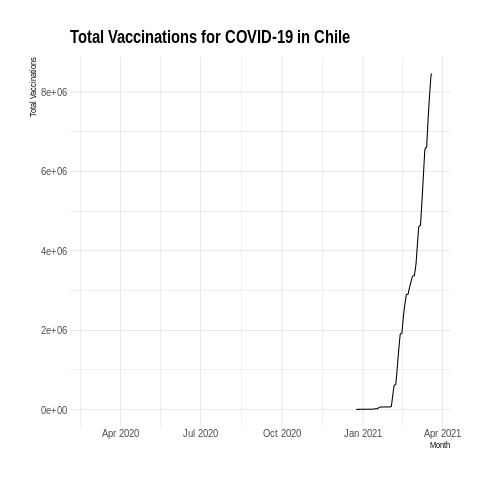 Total Vaccinations for COVID-19 in Chile
Total Vaccinations
8e+06
6e+06
4e+06
2e+06
0e+00
Apr 2020 Jul 2020 Oct 2020 Jan 2021 Apr 2021
Month